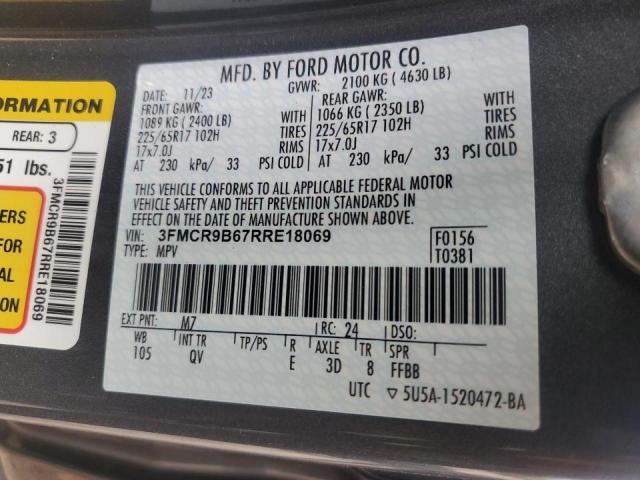 MFD. BY FORD MOTOR CO.
DATE: 11/23 GVWR: 2100 KG ( 4630 LB)
FRONT GAWR: REAR GAWR:
1089 KG ( 2400 LB) WITH 1066 KG ( 2350 LB) WITH
225/65R17 102H TIRES 225/65R17 102H TIRES
17x7.0J RIMS 17x7.0J RIMS
AT 230 kPa/ 33 PSI COLD AT 230 kPa/ 33 PSI COLD
THIS VEHICLE CONFORMS TO ALL APPLICABLE FEDERAL MOTOR
VEHICLE SAFETY AND THEFT PREVENTION STANDARDS IN
EFFECT ON THE DATE OF MANUFACTURE SHOWN ABOVE.
VIN: 3FMCR9B67RRE18069 F0156
TYPE: MPV T0381
EXT PNT: M7 RC: 24 DSO:
WB INT TR TP/PS R AXLE TR SPR
105 QV E 3D 8 FFBB
UTC ▽ 5U5A-1520472-BA
ORMATION
REAR: 3
51 lbs.
ERS
FOR
AL
ION
3FMCR9B67RRE18069